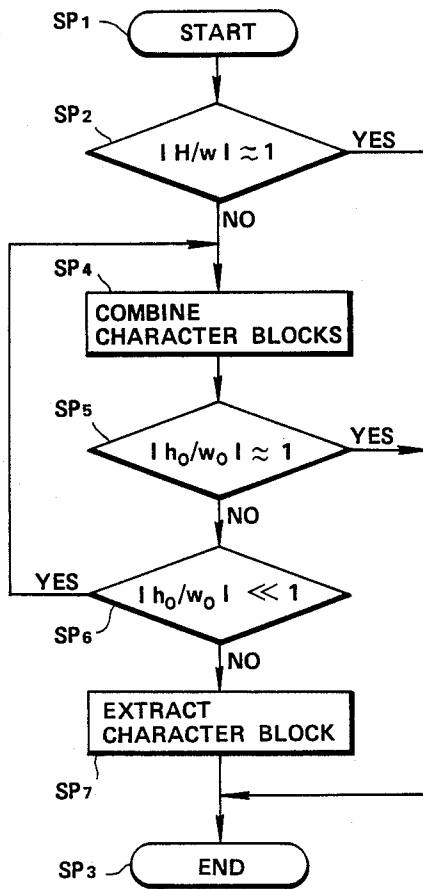 SP1
START
SP2
| H/w | ≈ 1
YES
NO
SP4
COMBINE
CHARACTER BLOCKS
SP5
| h₀/w₀ | ≈ 1
YES
NO
YES
| h₀/w₀ | ≪ 1
SP6
NO
EXTRACT
CHARACTER BLOCK
SP7
SP3
END